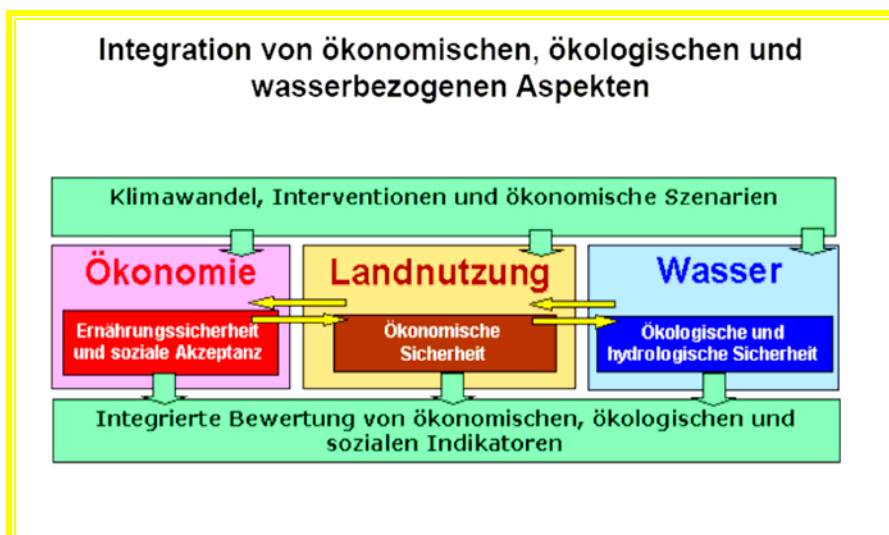 Integration von ökonomischen, ökologischen und
wasserbezogenen Aspekten
Klimawandel, Interventionen und ökonomische Szenarien
Ökonomie
Ernährungssicherheit
und soziale Akzeptanz
Landnutzung
Ökonomische
Sicherheit
Wasser
Ökologische und
hydrologische Sicherheit
Integrierte Bewertung von ökonomischen, ökologischen und
sozialen Indikatoren